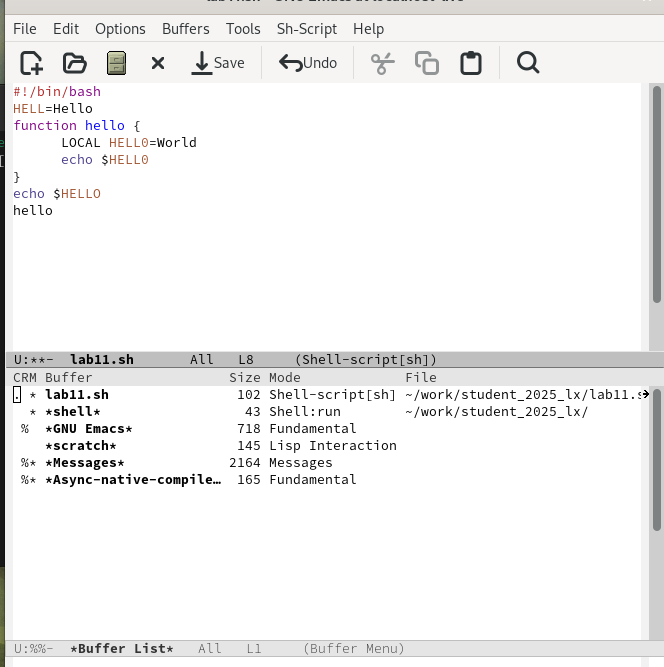 File Edit Options Buffers Tools Sh-Script Help
Save Undo
#!/bin/bash
HELL=Hello
function hello {
LOCAL HELL0=World
echo $HELL0
}
echo $HELLO
hello
U:**- lab11.sh All L8 (Shell-script[sh])
CRM Buffer Size Mode File
. * lab11.sh 102 Shell-script[sh] ~/work/student_2025_lx/lab11.s
* *shell* 43 Shell:run ~/work/student_2025_lx/
% *GNU Emacs* 718 Fundamental
*scratch* 145 Lisp Interaction
%* *Messages* 2164 Messages
%* *Async-native-compile… 165 Fundamental
U:%%- *Buffer List* All L1 (Buffer Menu)